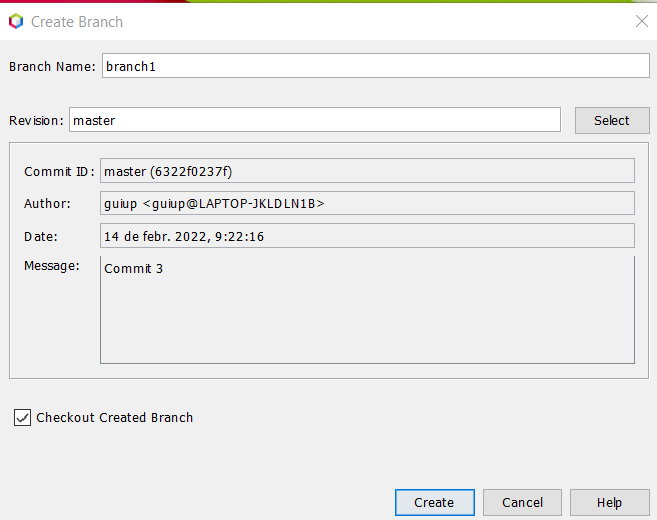 Create Branch
Branch Name: branch1
Revision: master Select
Commit ID: master (6322f0237f)
Author: guiup <guiup@LAPTOP-JKLDLN1B>
Date: 14 de febr. 2022, 9:22:16
Message: Commit 3
Checkout Created Branch
Create Cancel Help